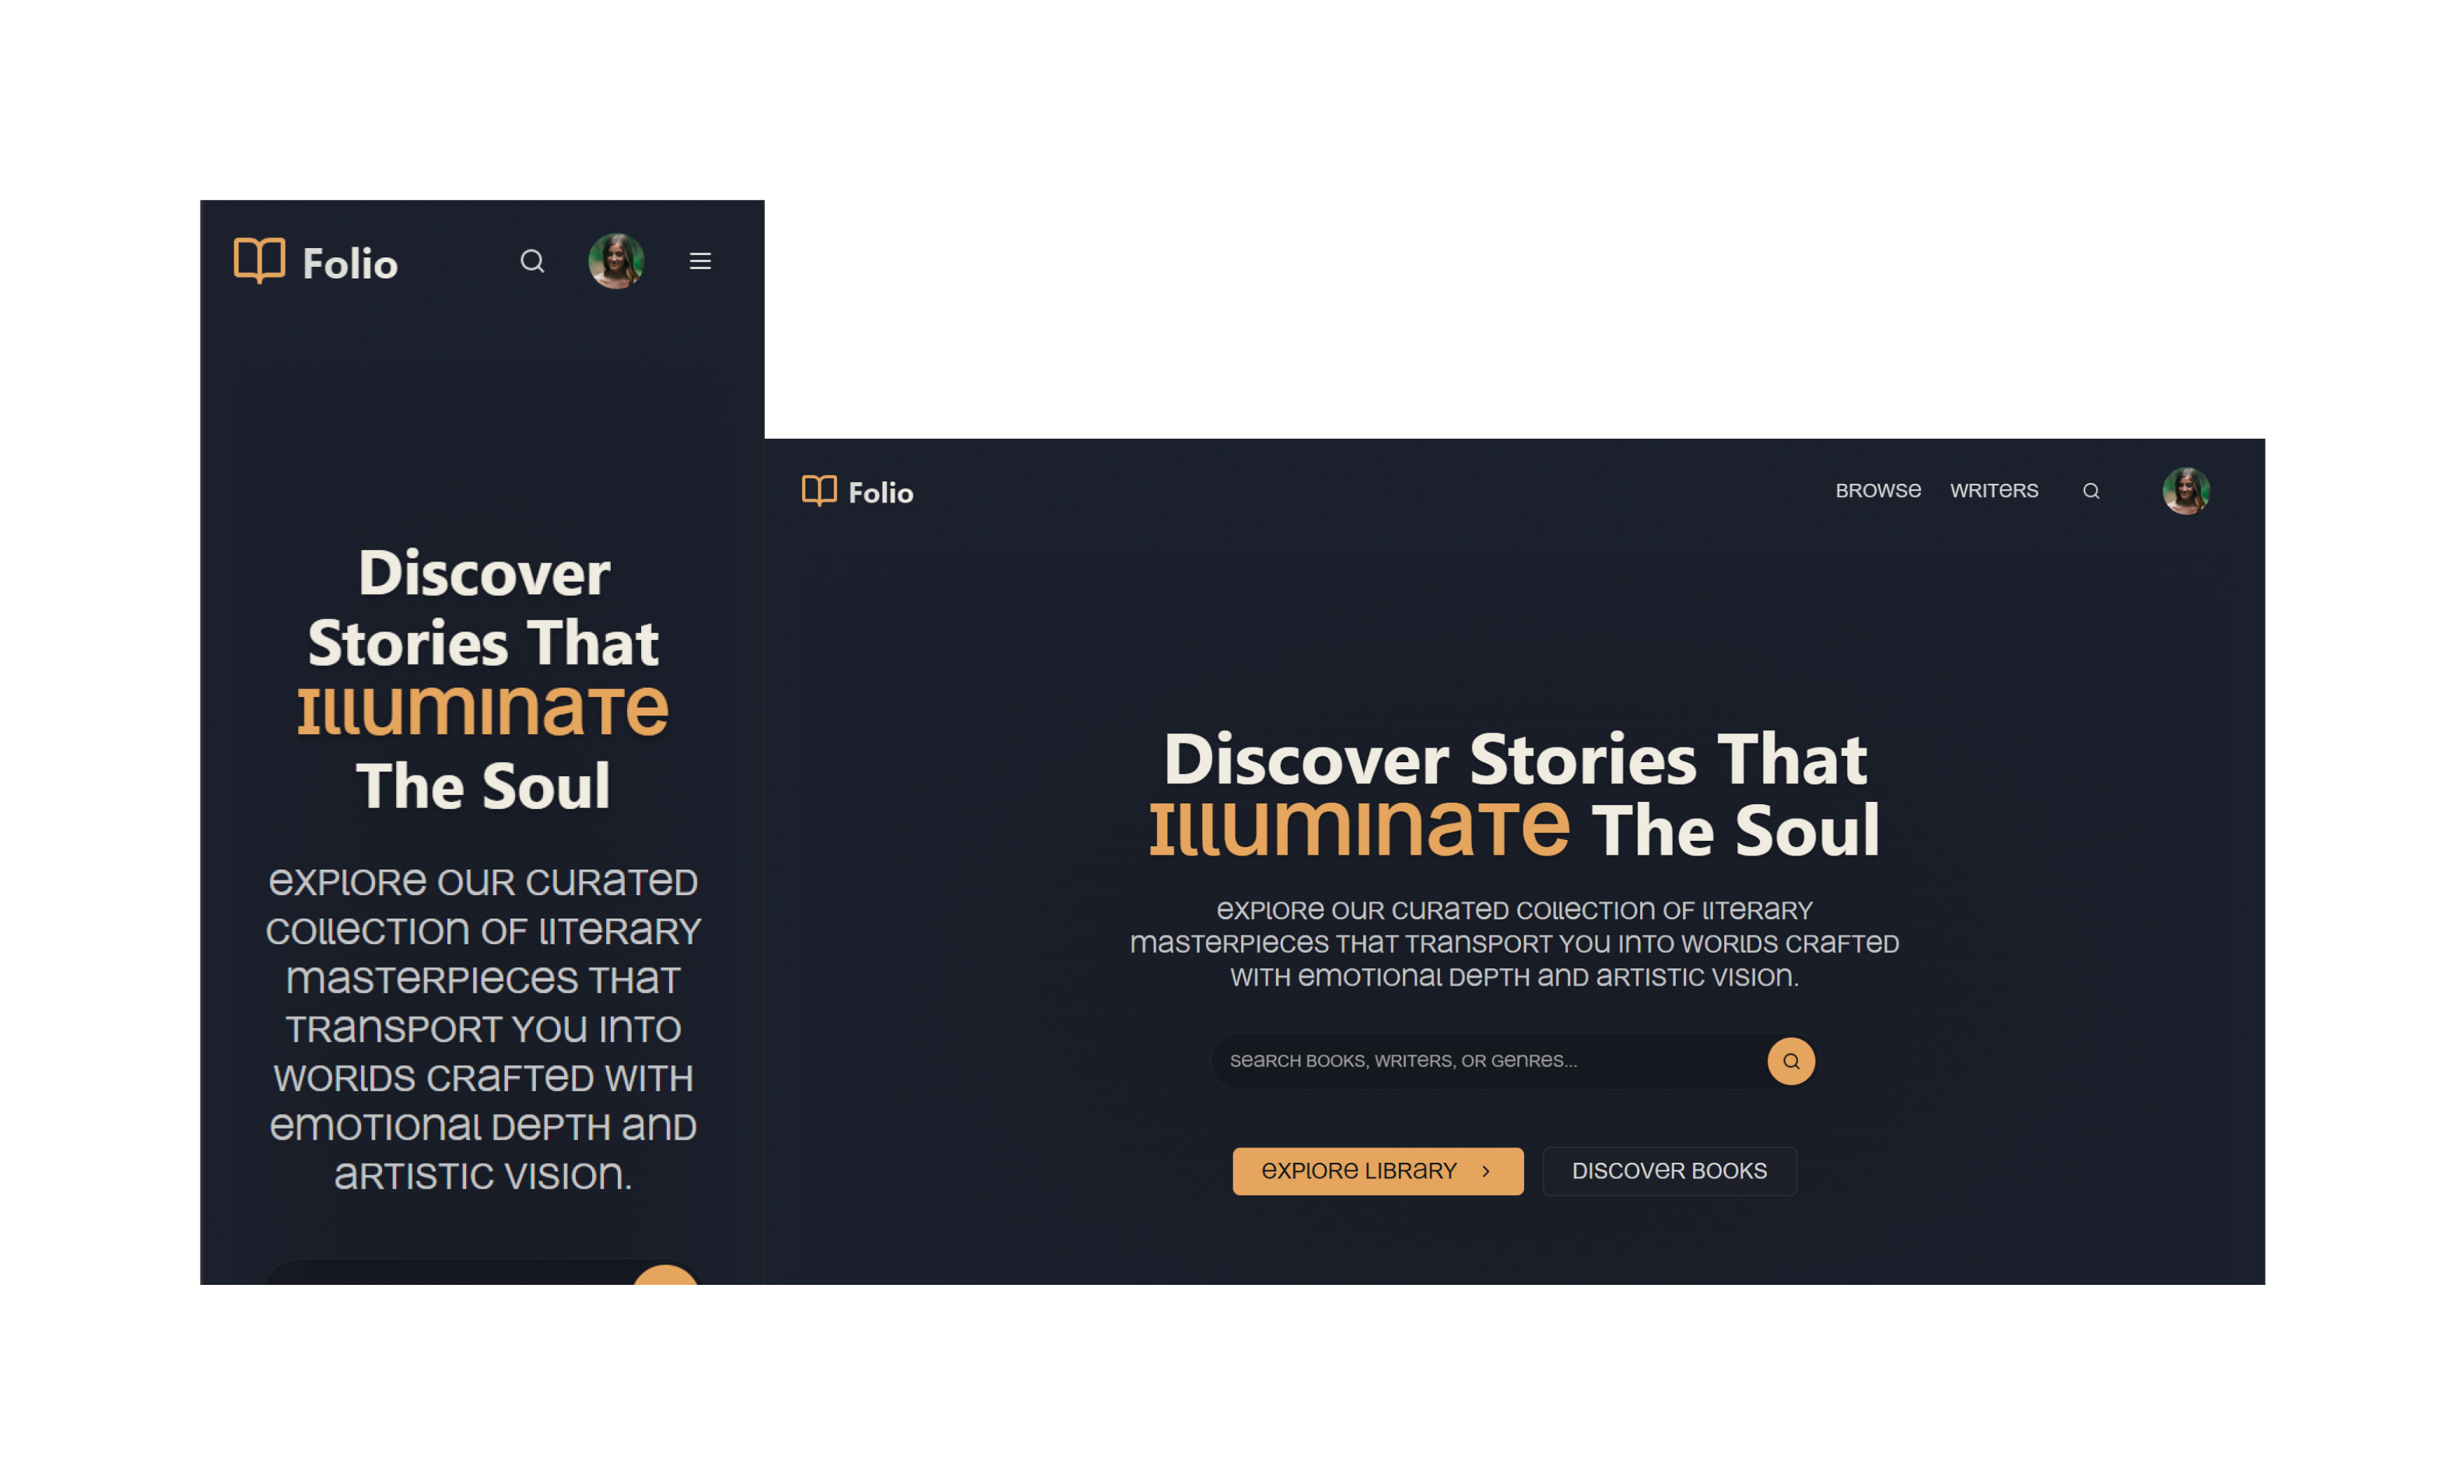 Folio
Discover
Stories That
Illuminate
The Soul
explore our curated
collection of literary
masterpieces that
transport you into
worlds crafted with
emotional depth and
artistic vision.
Folio
Browse Writers
Discover Stories That
Illuminate The Soul
explore our curated collection of literary
masterpieces that transport you into worlds crafted
with emotional depth and artistic vision.
search books, writers, or genres...
explore library
Discover Books